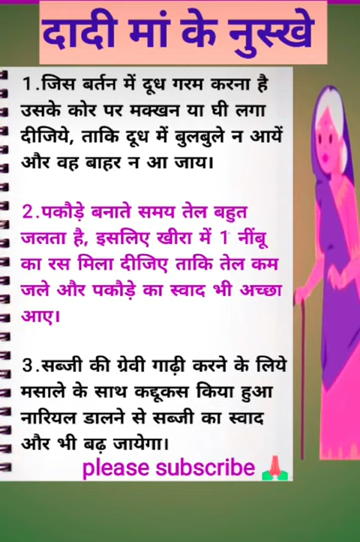 दादी मां के नुस्खे
1.जिस बर्तन में दूध गरम करना है
उसके कोर पर मक्खन या घी लगा
दीजिये, ताकि दूध में बुलबुले न आयें
और वह बाहर न आ जाय।
2.पकौड़े बनाते समय तेल बहुत
जलता है, इसलिए खीरा में 1 नींबू
का रस मिला दीजिए ताकि तेल कम
जले और पकौड़े का स्वाद भी अच्छा
आए।
3.सब्जी की ग्रेवी गाढ़ी करने के लिये
मसाले के साथ कद्दूकस किया हुआ
नारियल डालने से सब्जी का स्वाद
और भी बढ़ जायेगा।
please subscribe 🙏